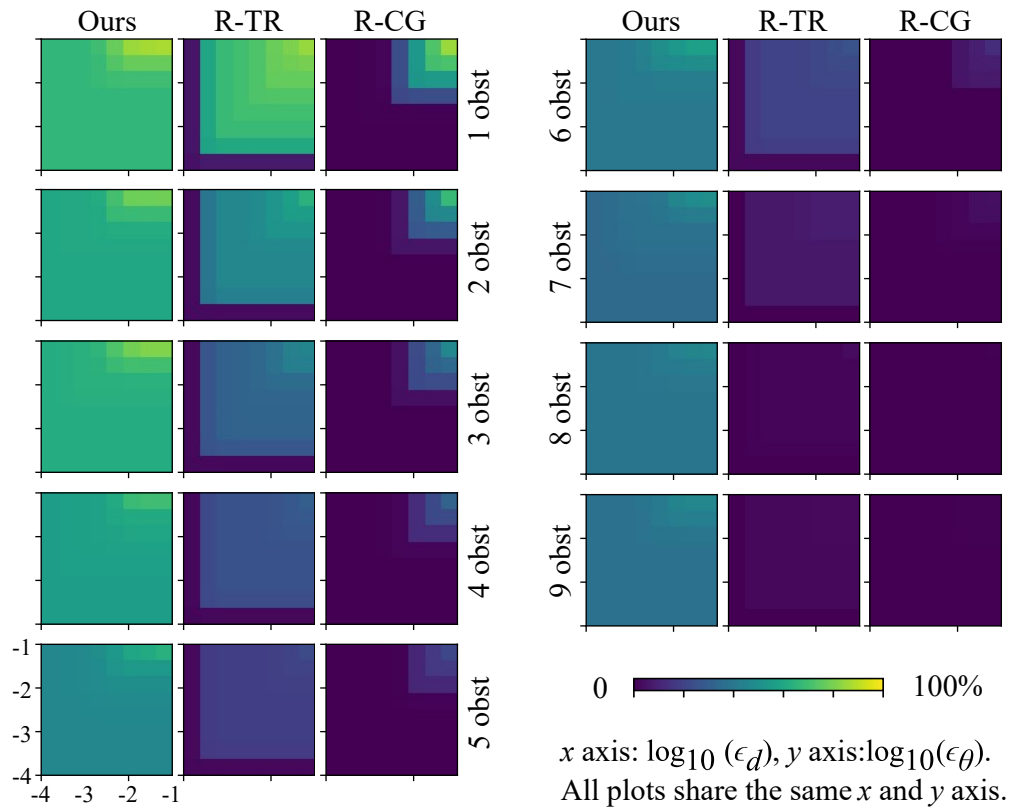 Ours R-TR R-CG
1 obst
2 obst
3 obst
4 obst
5 obst
-1
-2
-3
-4
-4 -3 -2 -1
Ours R-TR R-CG
6 obst
7 obst
8 obst
9 obst
0 100%
x axis: log10 (ϵd), y axis:log10(ϵθ).
All plots share the same x and y axis.